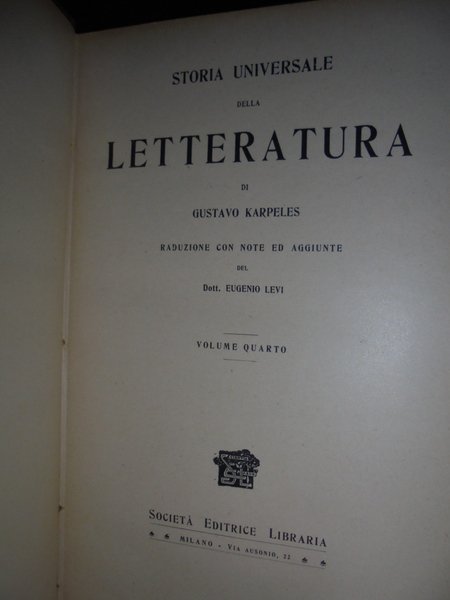 STORIA UNIVERSALE
DELLA
LETTERATURA
DI
GUSTAVO KARPELES
RADUZIONE CON NOTE ED AGGIUNTE
DEL
Dott. EUGENIO LEVI
VOLUME QUARTO
SOCIETÀ EDITRICE LIBRARIA
MILANO - VIA AUSONIO, 22